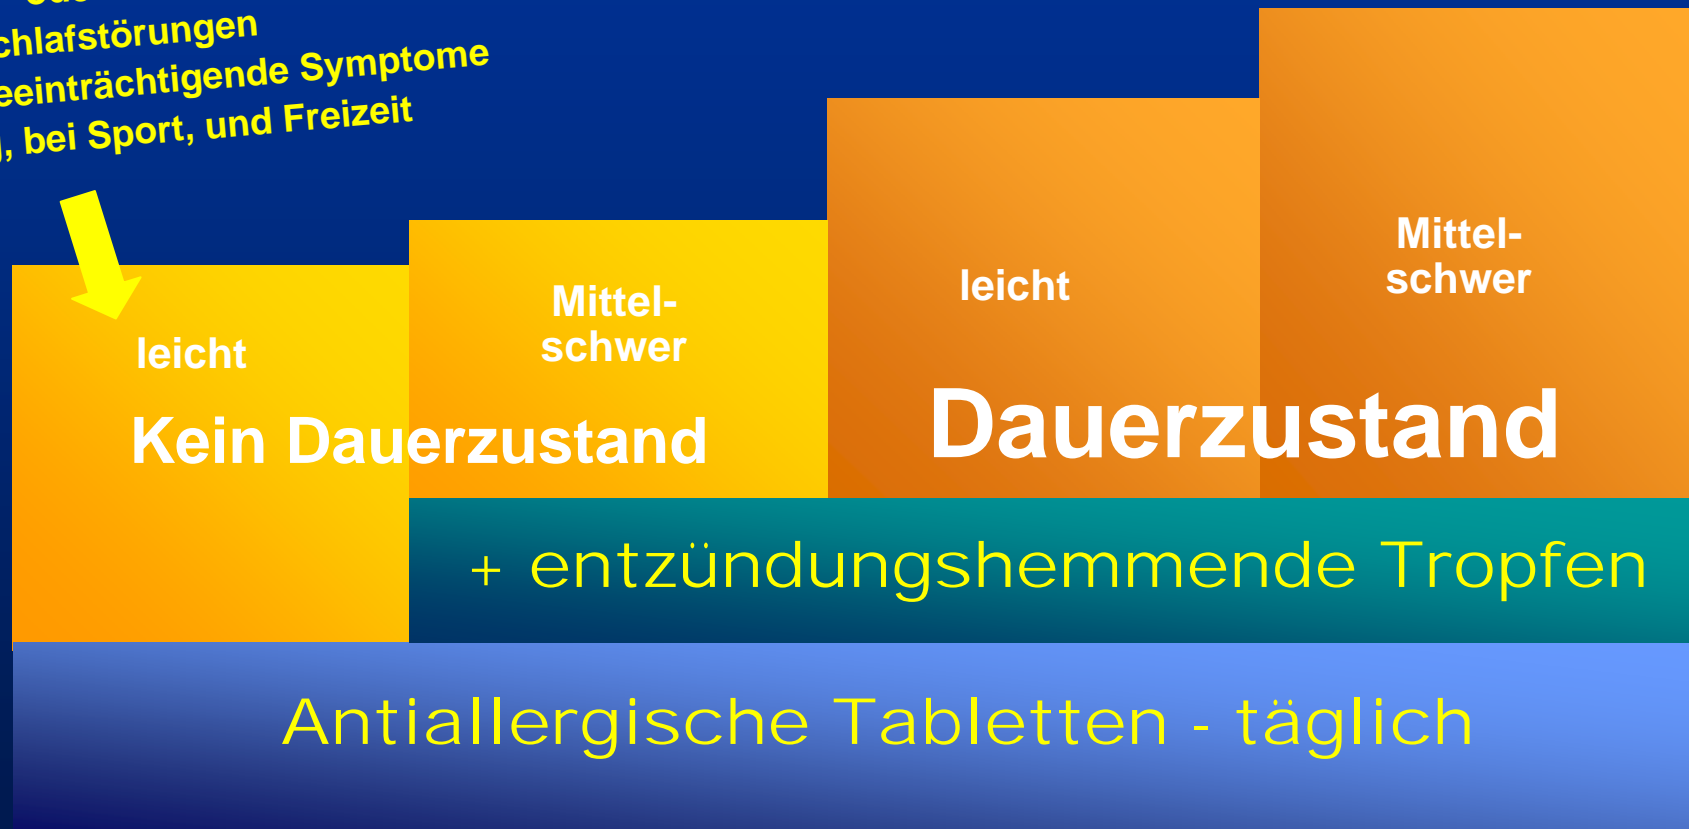 chlafstörungen
eeinträchtigende Symptome
, bei Sport, und Freizeit
leicht
Mittel-
schwer
leicht
Mittel-
schwer
Kein Dauerzustand
Dauerzustand
+ entzündungshemmende Tropfen
Antiallergische Tabletten - täglich